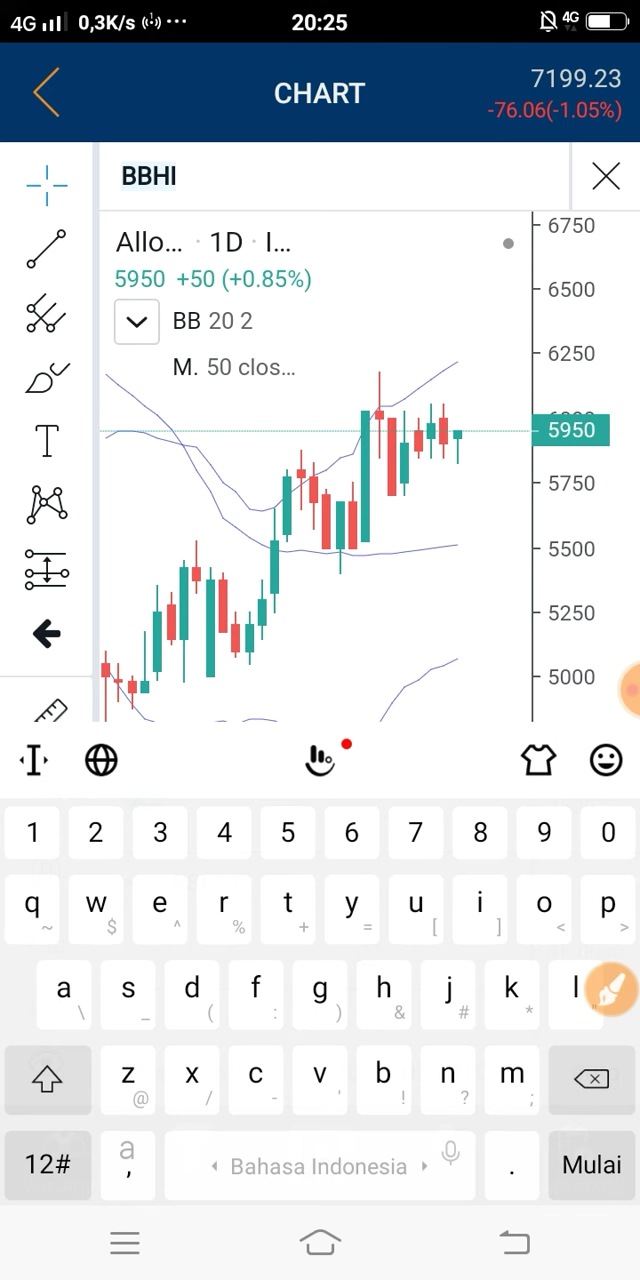 4G 0,3K/s ... 20:25 4G
CHART
7199.23
-76.06(-1.05%)
BBHI
Allo... · 1D · I...
5950 +50 (+0.85%)
BB 20 2
M. 50 clos...
6750
6500
6250
5950
5750
5500
5250
5000
T
1 2 3 4 5 6 7 8 9 0
q w e r t y u i o p
~ $ ^ % + = [ ] < >
a s d f g h j k l
\ _ ( : ) & # * "
z x c v b n m
@ / - ' ! ? ;
12# a , Bahasa Indonesia . Mulai